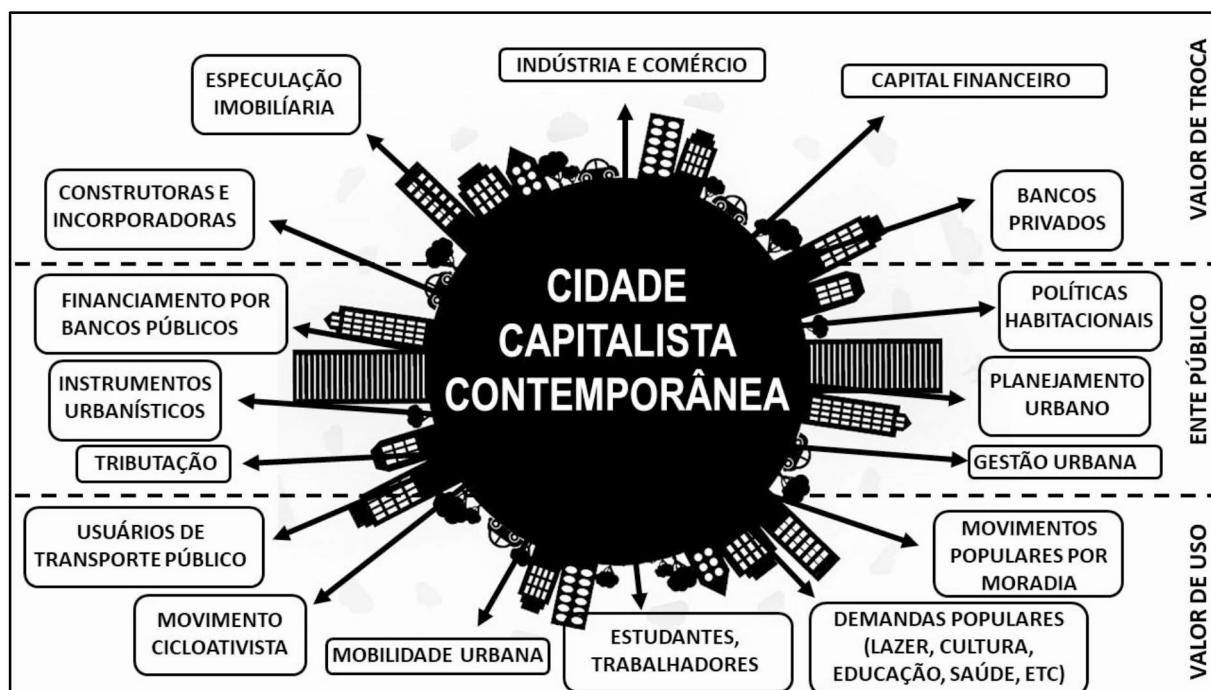 ESPECULAÇÃO
IMOBILÍARIA
INDÚSTRIA E COMÉRCIO
CAPITAL FINANCEIRO
CONSTRUTORAS E
INCORPORADORAS
BANCOS
PRIVADOS
VALOR DE TROCA
CIDADE
CAPITALISTA
CONTEMPORÂNEA
FINANCIAMENTO POR
BANCOS PÚBLICOS
POLÍTICAS
HABITACIONAIS
INSTRUMENTOS
URBANÍSTICOS
PLANEJAMENTO
URBANO
TRIBUTAÇÃO
GESTÃO URBANA
ENTE PÚBLICO
USUÁRIOS DE
TRANSPORTE PÚBLICO
MOVIMENTOS
POPULARES POR
MORADIA
MOVIMENTO
CICLOATIVISTA
MOBILIDADE URBANA
ESTUDANTES,
TRABALHADORES
DEMANDAS POPULARES
(LAZER, CULTURA,
EDUCAÇÃO, SAÚDE, ETC)
VALOR DE USO